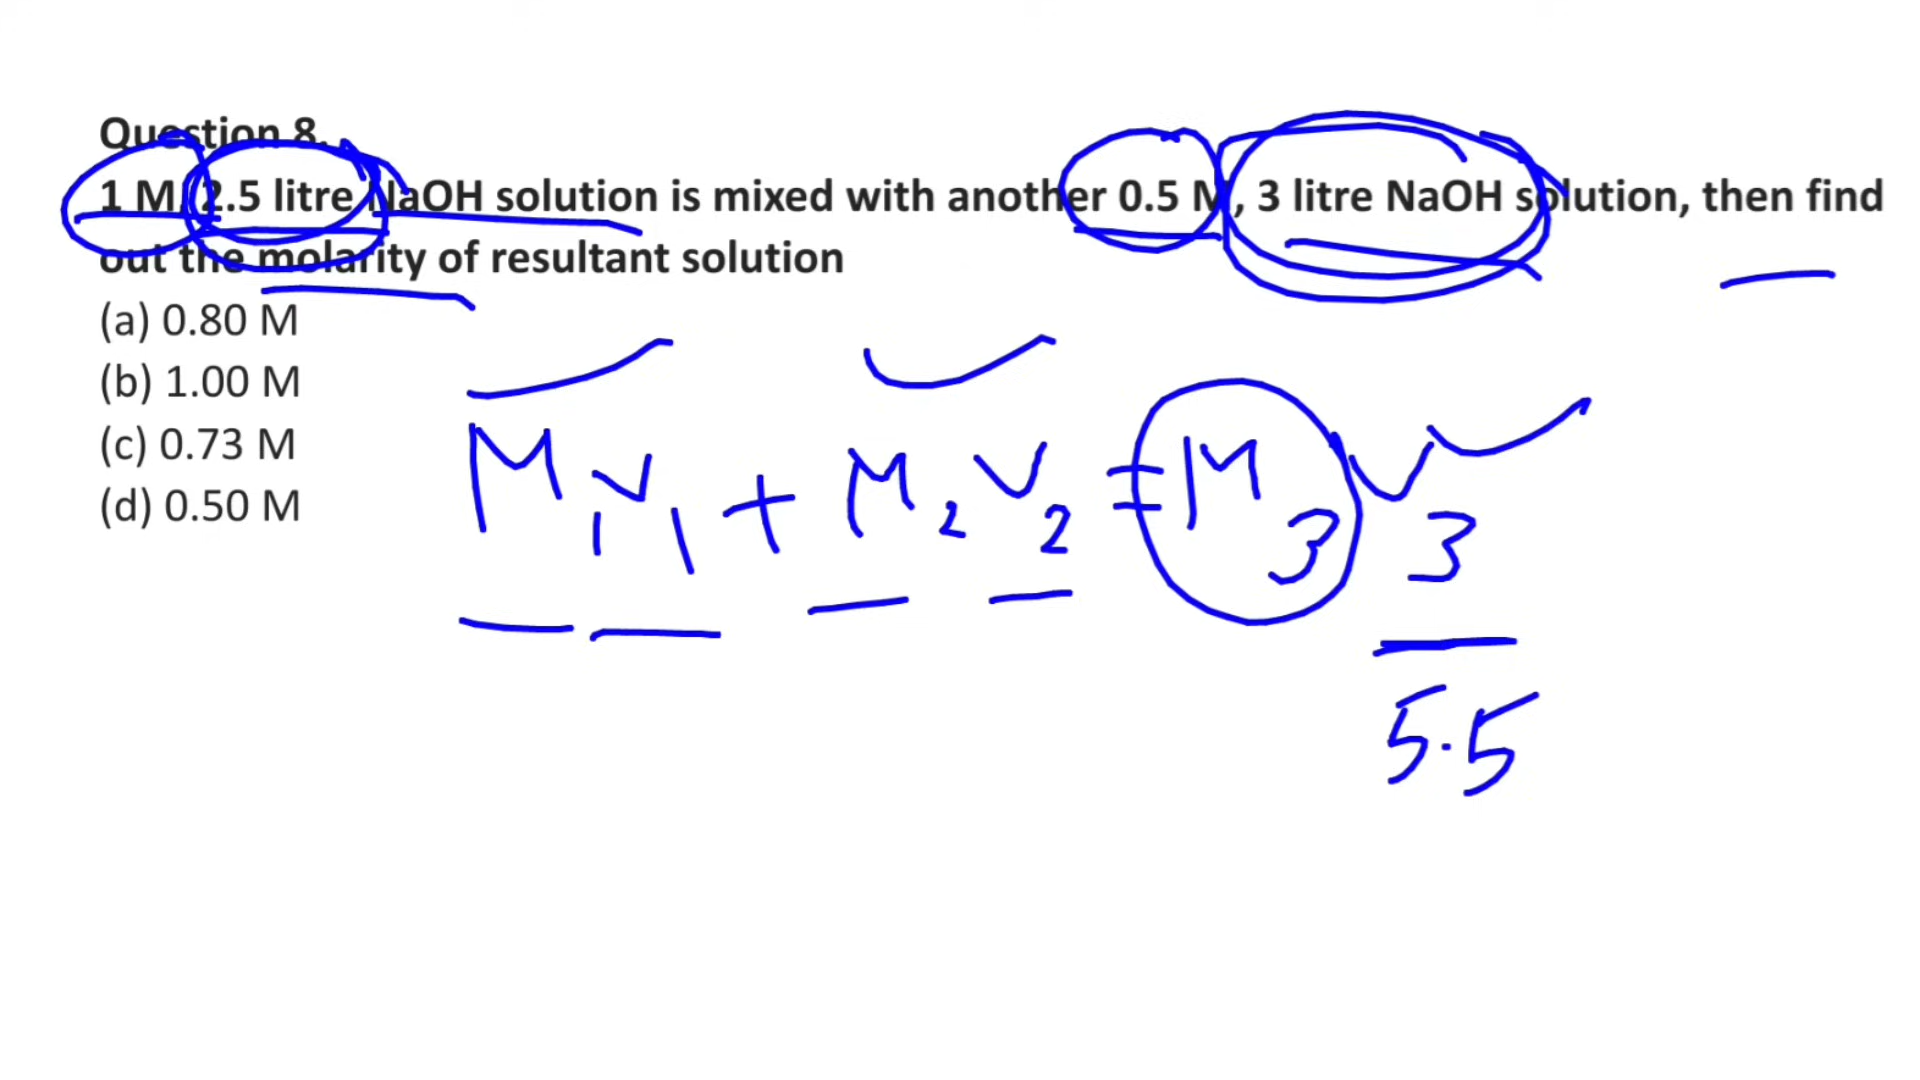 Question 8.
1 M, 2.5 litre NaOH solution is mixed with another 0.5 M, 3 litre NaOH solution, then find
out the molarity of resultant solution
(a) 0.80 M
(b) 1.00 M
(c) 0.73 M
(d) 0.50 M
M₁V₁ + M₂V₂ = M₃V₃
5.5